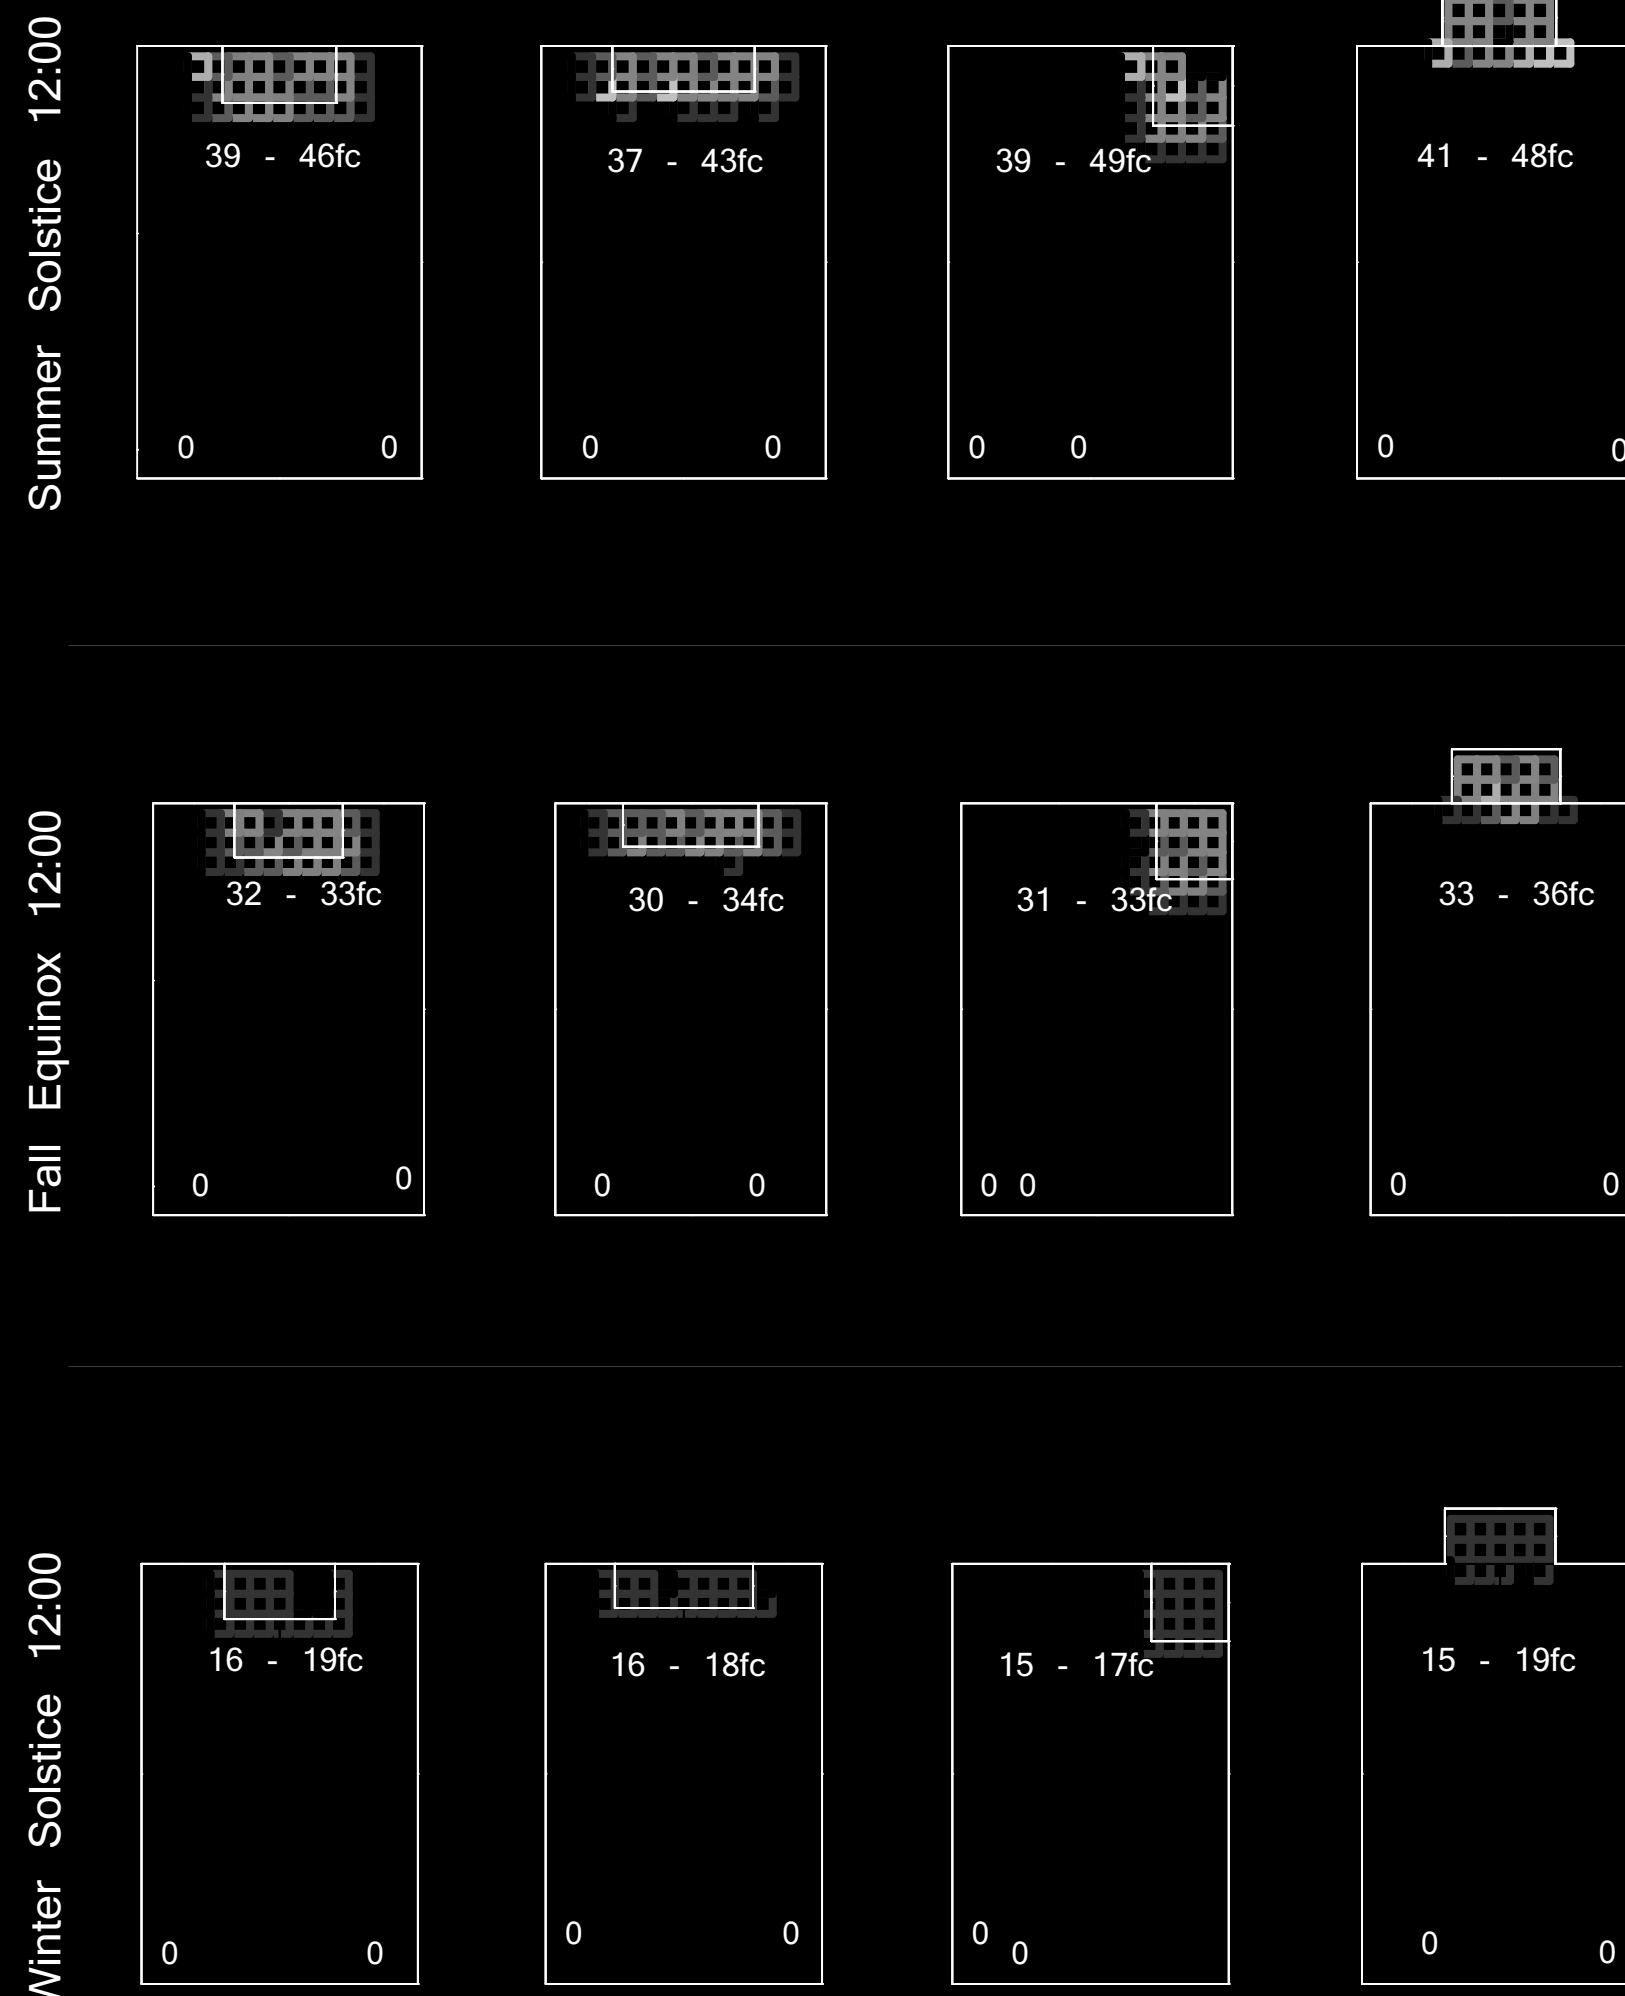 Summer Solstice 12:00
39 - 46fc
37 - 43fc
39 - 49fc
41 - 48fc
0 0
0 0
0 0
0 0
Fall Equinox 12:00
32 - 33fc
30 - 34fc
31 - 33fc
33 - 36fc
0 0
0 0
0 0
0 0
Winter Solstice 12:00
16 - 19fc
16 - 18fc
15 - 17fc
15 - 19fc
0 0
0 0
0 0
0 0